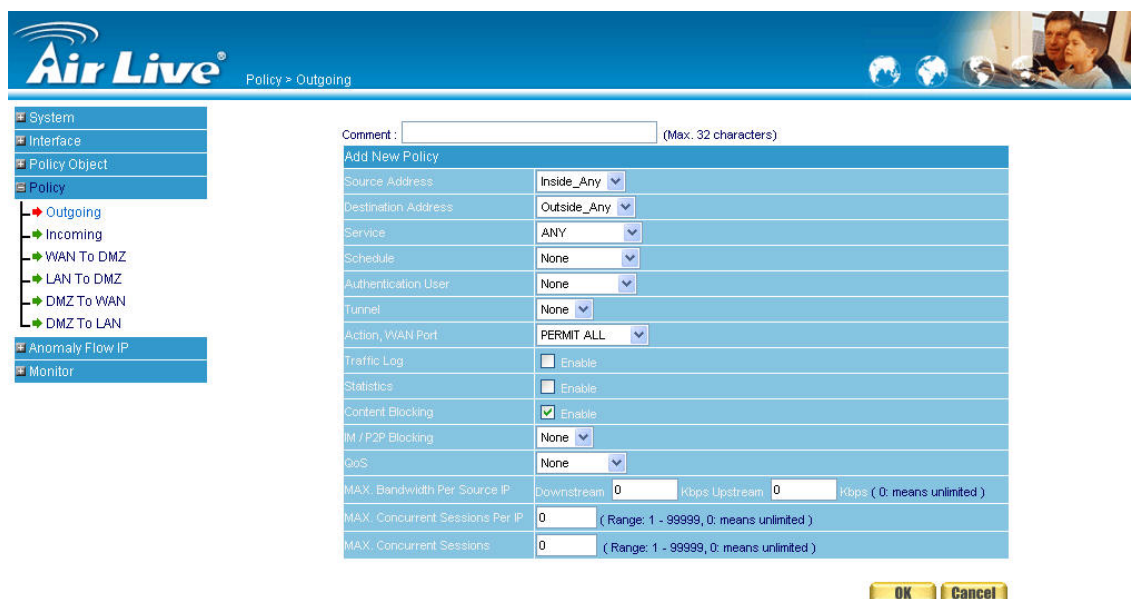 Air Live®
Policy > Outgoing
System
Interface
Policy Object
Policy
Outgoing
Incoming
WAN To DMZ
LAN To DMZ
DMZ To WAN
DMZ To LAN
Anomaly Flow IP
Monitor
Comment : (Max. 32 characters)
Add New Policy
Source Address Inside_Any
Destination Address Outside_Any
Service ANY
Schedule None
Authentication User None
Tunnel None
Action, WAN Port PERMIT ALL
Traffic Log Enable
Statistics Enable
Content Blocking Enable
IM / P2P Blocking None
QoS None
MAX. Bandwidth Per Source IP Downstream 0 Kbps Upstream 0 Kbps ( 0: means unlimited )
MAX. Concurrent Sessions Per IP 0 ( Range: 1 - 99999, 0: means unlimited )
MAX. Concurrent Sessions 0 ( Range: 1 - 99999, 0: means unlimited )
OK Cancel